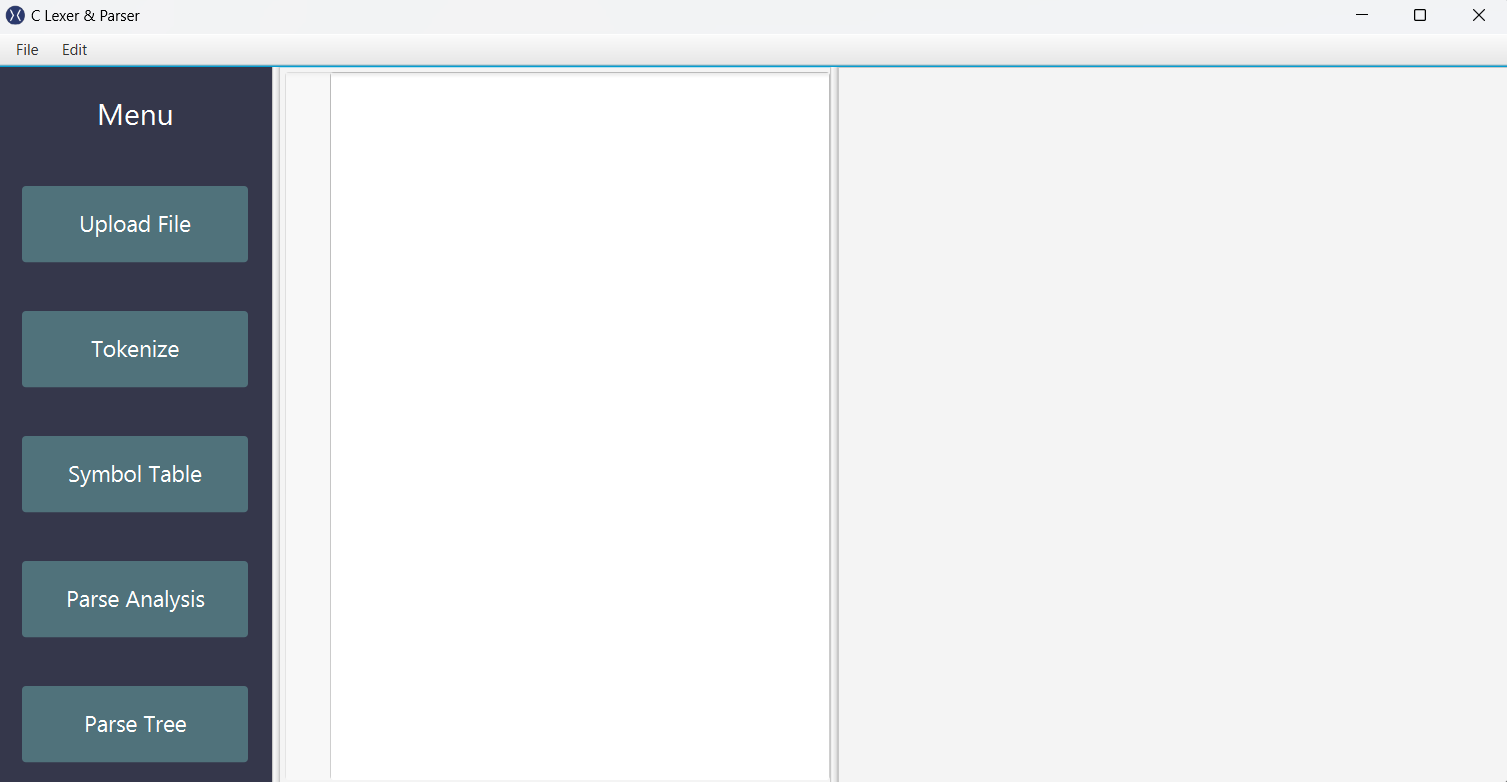 C Lexer & Parser
File Edit
Menu
Upload File
Tokenize
Symbol Table
Parse Analysis
Parse Tree